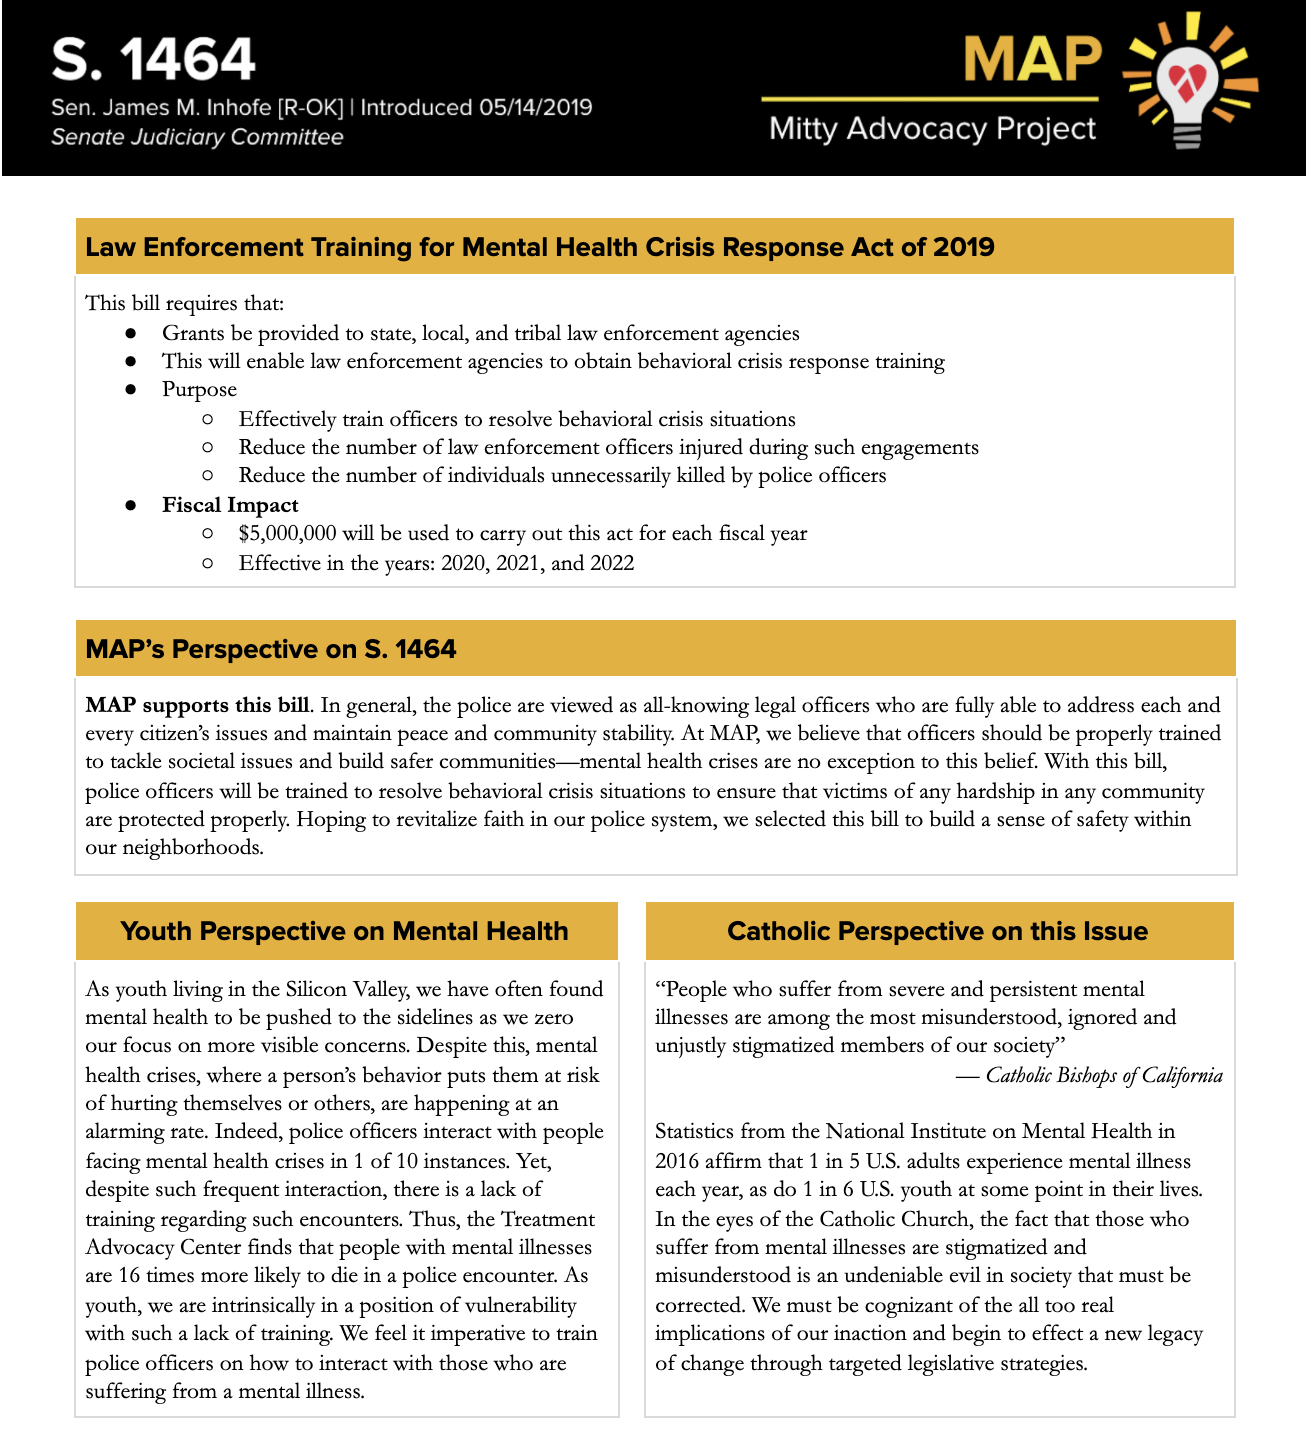 S. 1464
Sen. James M. Inhofe [R-OK] | Introduced 05/14/2019
Senate Judiciary Committee
MAP
Mitty Advocacy Project
Law Enforcement Training for Mental Health Crisis Response Act of 2019
This bill requires that:
● Grants be provided to state, local, and tribal law enforcement agencies
● This will enable law enforcement agencies to obtain behavioral crisis response training
● Purpose
○ Effectively train officers to resolve behavioral crisis situations
○ Reduce the number of law enforcement officers injured during such engagements
○ Reduce the number of individuals unnecessarily killed by police officers
● Fiscal Impact
○ $5,000,000 will be used to carry out this act for each fiscal year
○ Effective in the years: 2020, 2021, and 2022
MAP’s Perspective on S. 1464
MAP supports this bill. In general, the police are viewed as all-knowing legal officers who are fully able to address each and
every citizen’s issues and maintain peace and community stability. At MAP, we believe that officers should be properly trained
to tackle societal issues and build safer communities—mental health crises are no exception to this belief. With this bill,
police officers will be trained to resolve behavioral crisis situations to ensure that victims of any hardship in any community
are protected properly. Hoping to revitalize faith in our police system, we selected this bill to build a sense of safety within
our neighborhoods.
Youth Perspective on Mental Health
As youth living in the Silicon Valley, we have often found
mental health to be pushed to the sidelines as we zero
our focus on more visible concerns. Despite this, mental
health crises, where a person’s behavior puts them at risk
of hurting themselves or others, are happening at an
alarming rate. Indeed, police officers interact with people
facing mental health crises in 1 of 10 instances. Yet,
despite such frequent interaction, there is a lack of
training regarding such encounters. Thus, the Treatment
Advocacy Center finds that people with mental illnesses
are 16 times more likely to die in a police encounter. As
youth, we are intrinsically in a position of vulnerability
with such a lack of training. We feel it imperative to train
police officers on how to interact with those who are
suffering from a mental illness.
Catholic Perspective on this Issue
“People who suffer from severe and persistent mental
illnesses are among the most misunderstood, ignored and
unjustly stigmatized members of our society”
— Catholic Bishops of California
Statistics from the National Institute on Mental Health in
2016 affirm that 1 in 5 U.S. adults experience mental illness
each year, as do 1 in 6 U.S. youth at some point in their lives.
In the eyes of the Catholic Church, the fact that those who
suffer from mental illnesses are stigmatized and
misunderstood is an undeniable evil in society that must be
corrected. We must be cognizant of the all too real
implications of our inaction and begin to effect a new legacy
of change through targeted legislative strategies.